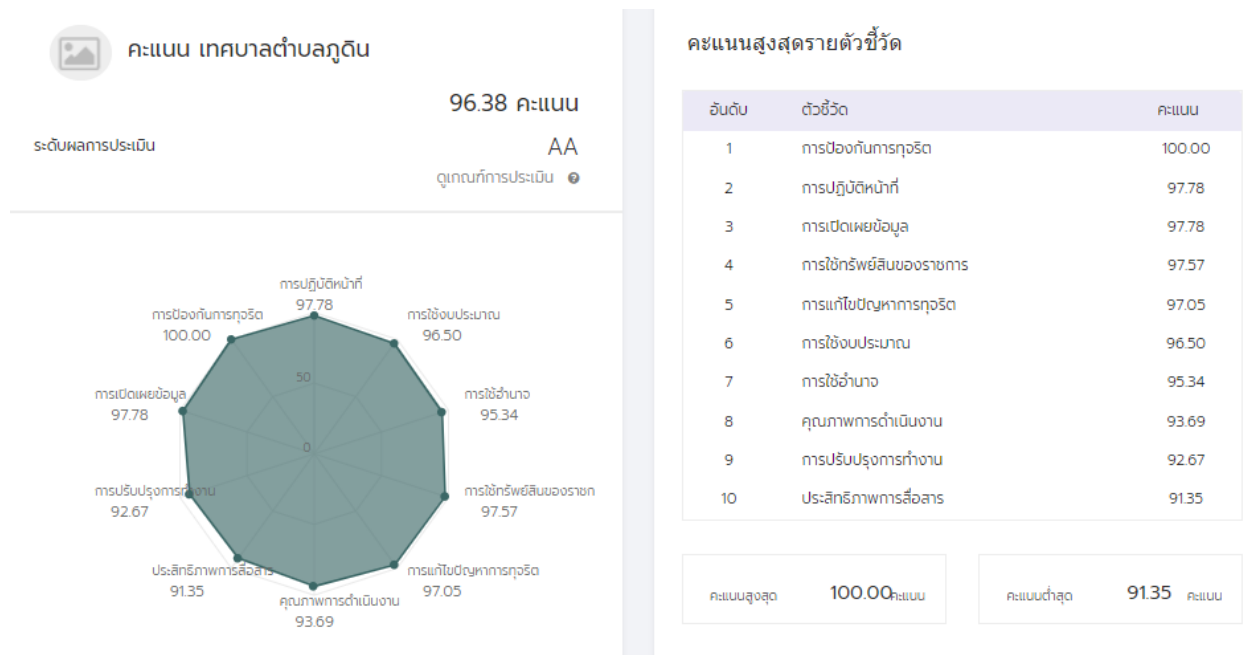 คะแนน เทศบาลตำบลภูดิน
96.38 คะแนน
ระดับผลการประเมิน AA
ดูเกณฑ์การประเมิน
การปฏิบัติหน้าที่
97.78
การป้องกันการทุจริต
100.00
การใช้งบประมาณ
96.50
50
การเปิดเผยข้อมูล
97.78
การใช้อำนาจ
95.34
0
การปรับปรุงการทำงาน
92.67
การใช้ทรัพย์สินของราชก
97.57
ประสิทธิภาพการสื่อสาร
91.35
การแก้ไขปัญหาการทุจริต
97.05
คุณภาพการดำเนินงาน
93.69
คะแนนสูงสุดรายตัวชี้วัด
อันดับ ตัวชี้วัด คะแนน
1 การป้องกันการทุจริต 100.00
2 การปฏิบัติหน้าที่ 97.78
3 การเปิดเผยข้อมูล 97.78
4 การใช้ทรัพย์สินของราชการ 97.57
5 การแก้ไขปัญหาการทุจริต 97.05
6 การใช้งบประมาณ 96.50
7 การใช้อำนาจ 95.34
8 คุณภาพการดำเนินงาน 93.69
9 การปรับปรุงการทำงาน 92.67
10 ประสิทธิภาพการสื่อสาร 91.35
คะแนนสูงสุด 100.00 คะแนน
คะแนนต่ำสุด 91.35 คะแนน